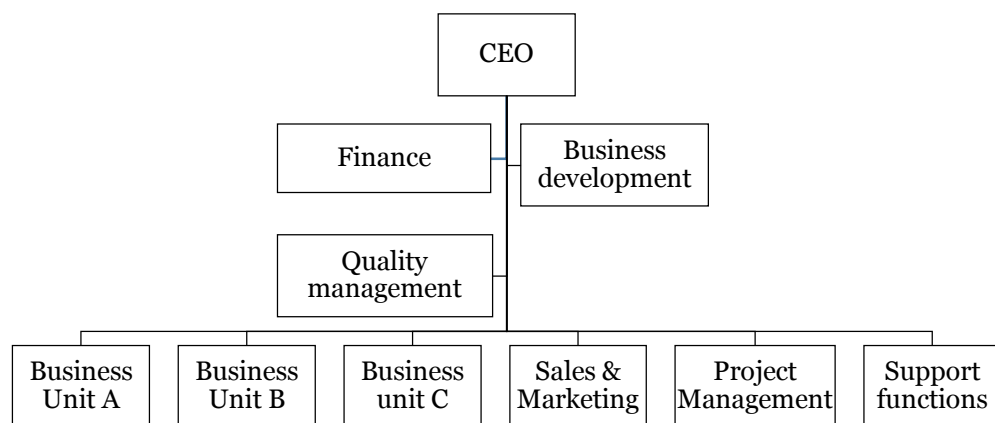 CEO
Finance
Business
development
Quality
management
Business
Unit A
Business
Unit B
Business
unit C
Sales &
Marketing
Project
Management
Support
functions